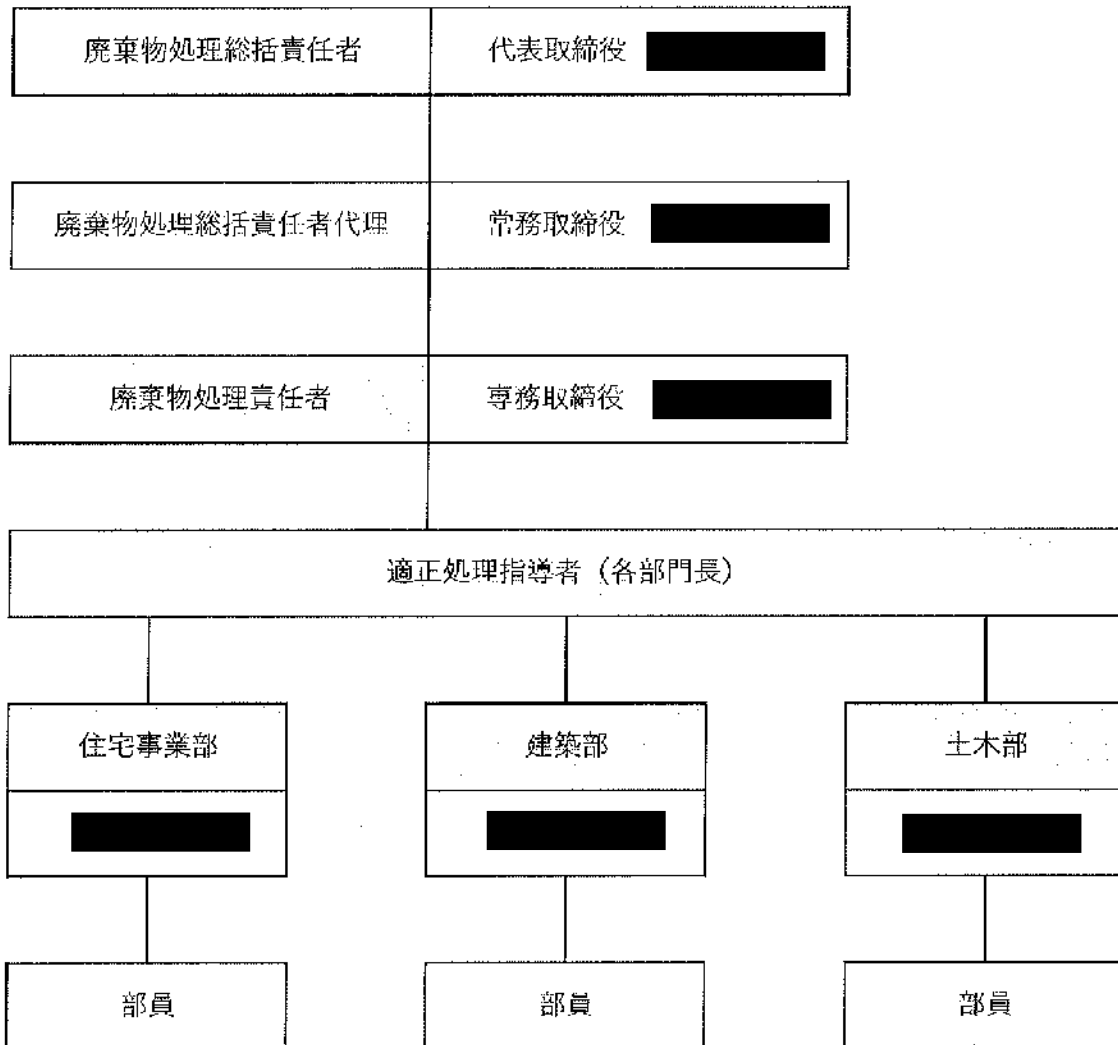 廃棄物処理総括責任者 代表取締役
廃棄物処理総括責任者代理 常務取締役
廃棄物処理責任者 専務取締役
適正処理指導者（各部門長）
住宅事業部 建築部 土木部
部員 部員 部員